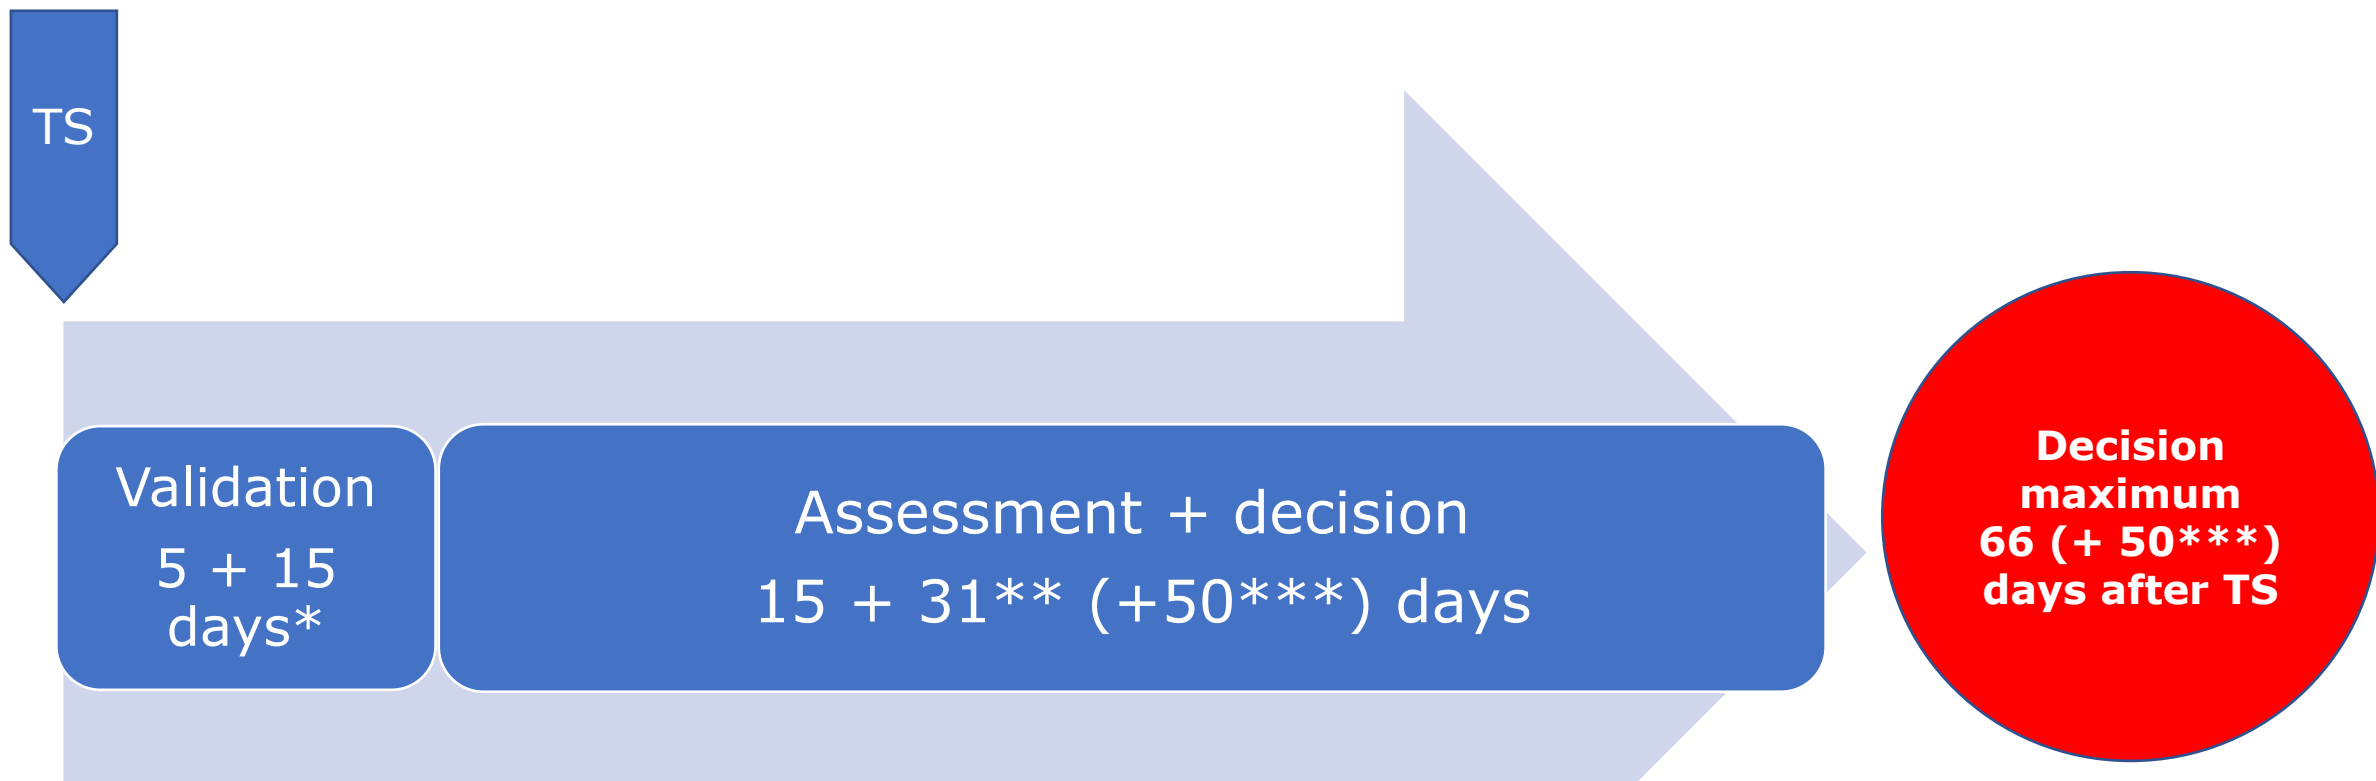 TS
Validation
5 + 15
days*
Assessment + decision
15 + 31** (+50***) days
Decision
maximum
66 (+ 50***)
days after TS